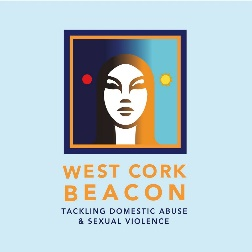 WEST CORK
BEACON
TACKLING DOMESTIC ABUSE
& SEXUAL VIOLENCE